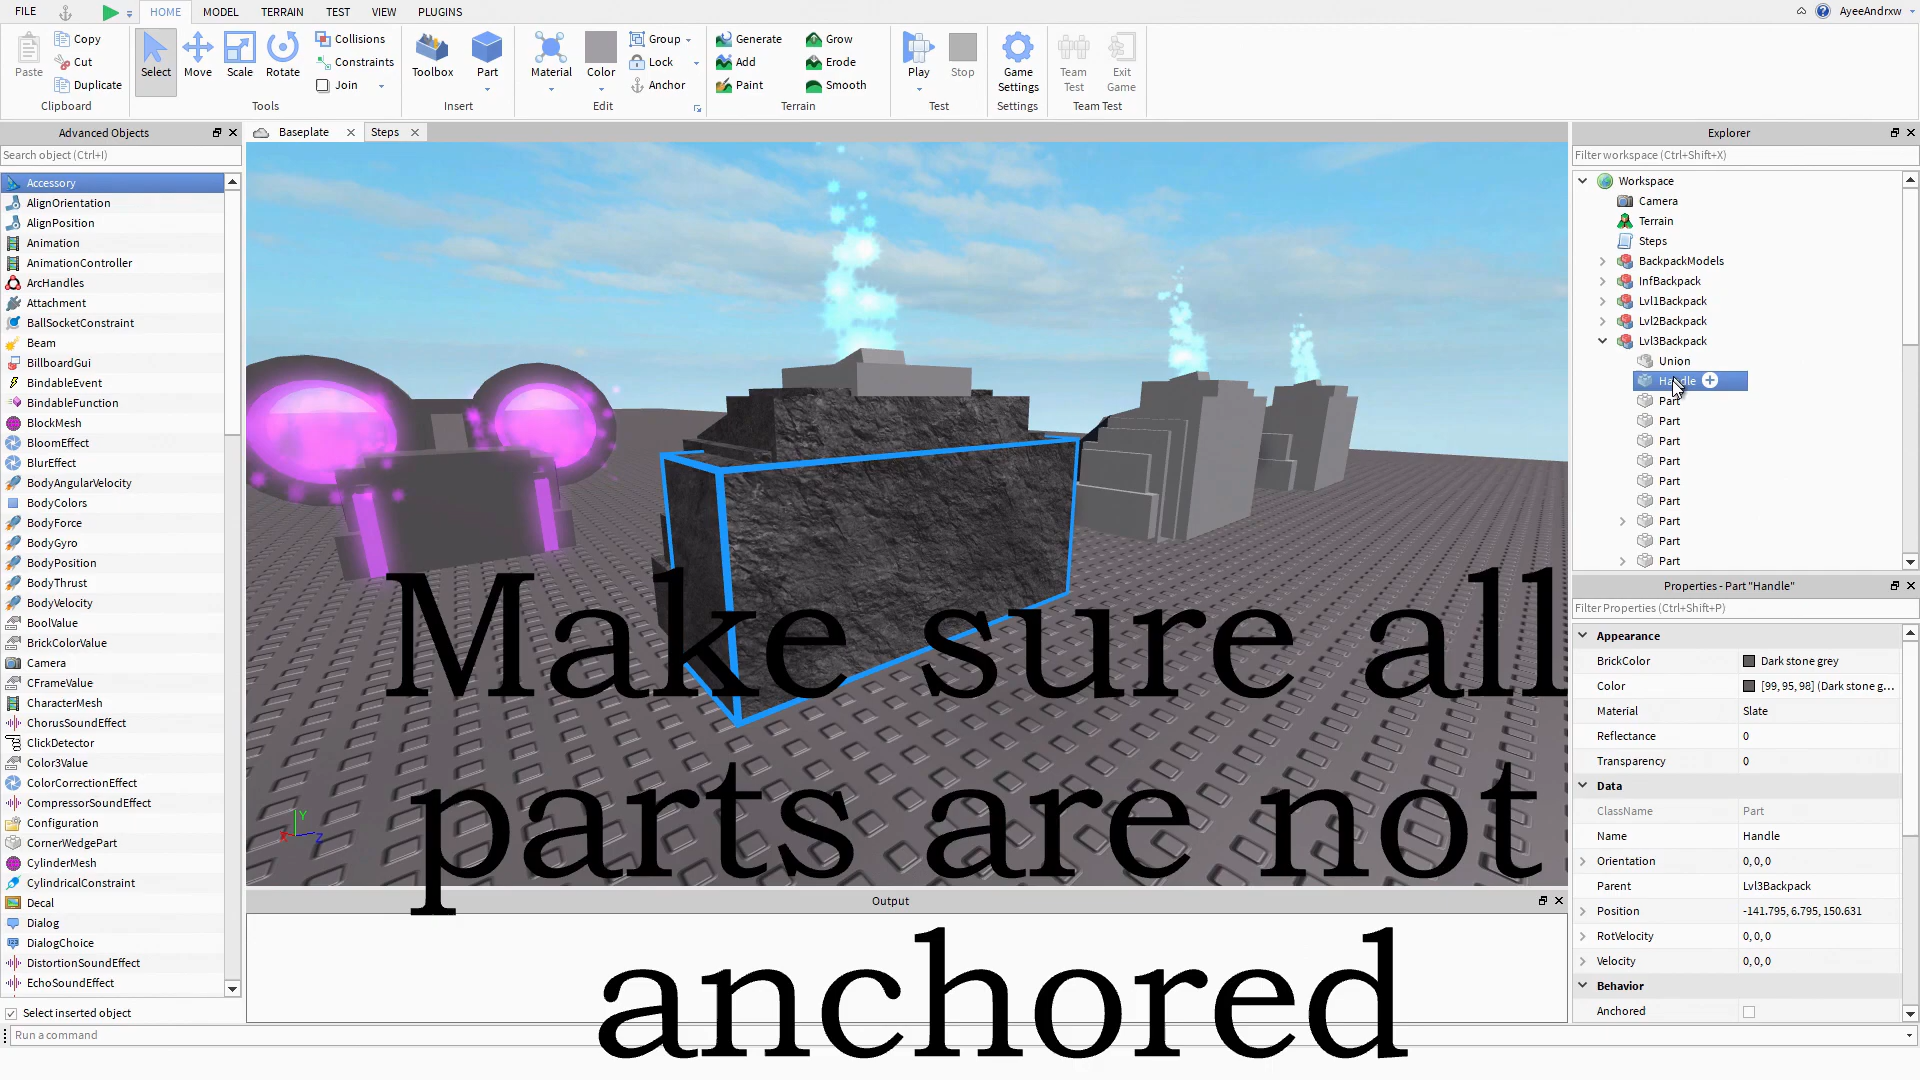 FILE HOME MODEL TERRAIN TEST VIEW PLUGINS AyeeAndrxw
Paste Copy Cut Duplicate Clipboard
Select Move Scale Rotate Collisions Constraints Join Tools
Toolbox Part Insert
Material Color Group Lock Anchor Edit
Generate Add Paint Grow Erode Smooth Terrain
Play Stop Test
Game Settings Settings
Team Test Exit Game Team Test
Advanced Objects
Search object (Ctrl+I)
Accessory
AlignOrientation
AlignPosition
Animation
AnimationController
ArcHandles
Attachment
BallSocketConstraint
Beam
BillboardGui
BindableEvent
BindableFunction
BlockMesh
BloomEffect
BlurEffect
BodyAngularVelocity
BodyColors
BodyForce
BodyGyro
BodyPosition
BodyThrust
BodyVelocity
BoolValue
BrickColorValue
Camera
CFrameValue
CharacterMesh
ChorusSoundEffect
ClickDetector
Color3Value
ColorCorrectionEffect
CompressorSoundEffect
Configuration
CornerWedgePart
CylinderMesh
CylindricalConstraint
Decal
Dialog
DialogChoice
DistortionSoundEffect
EchoSoundEffect
Select inserted object
Run a command
Baseplate Steps
Y
Z
Make sure all
parts are not
anchored
Output
Explorer
Filter workspace (Ctrl+Shift+X)
Workspace
Camera
Terrain
Steps
BackpackModels
InfBackpack
Lvl1Backpack
Lvl2Backpack
Lvl3Backpack
Union
Handle
Part
Part
Part
Part
Part
Part
Part
Part
Part
Properties - Part "Handle"
Filter Properties (Ctrl+Shift+P)
Appearance
BrickColor Dark stone grey
Color [99, 95, 98] (Dark stone g...
Material Slate
Reflectance 0
Transparency 0
Data
ClassName Part
Name Handle
Orientation 0, 0, 0
Parent Lvl3Backpack
Position -141.795, 6.795, 150.631
RotVelocity 0, 0, 0
Velocity 0, 0, 0
Behavior
Anchored